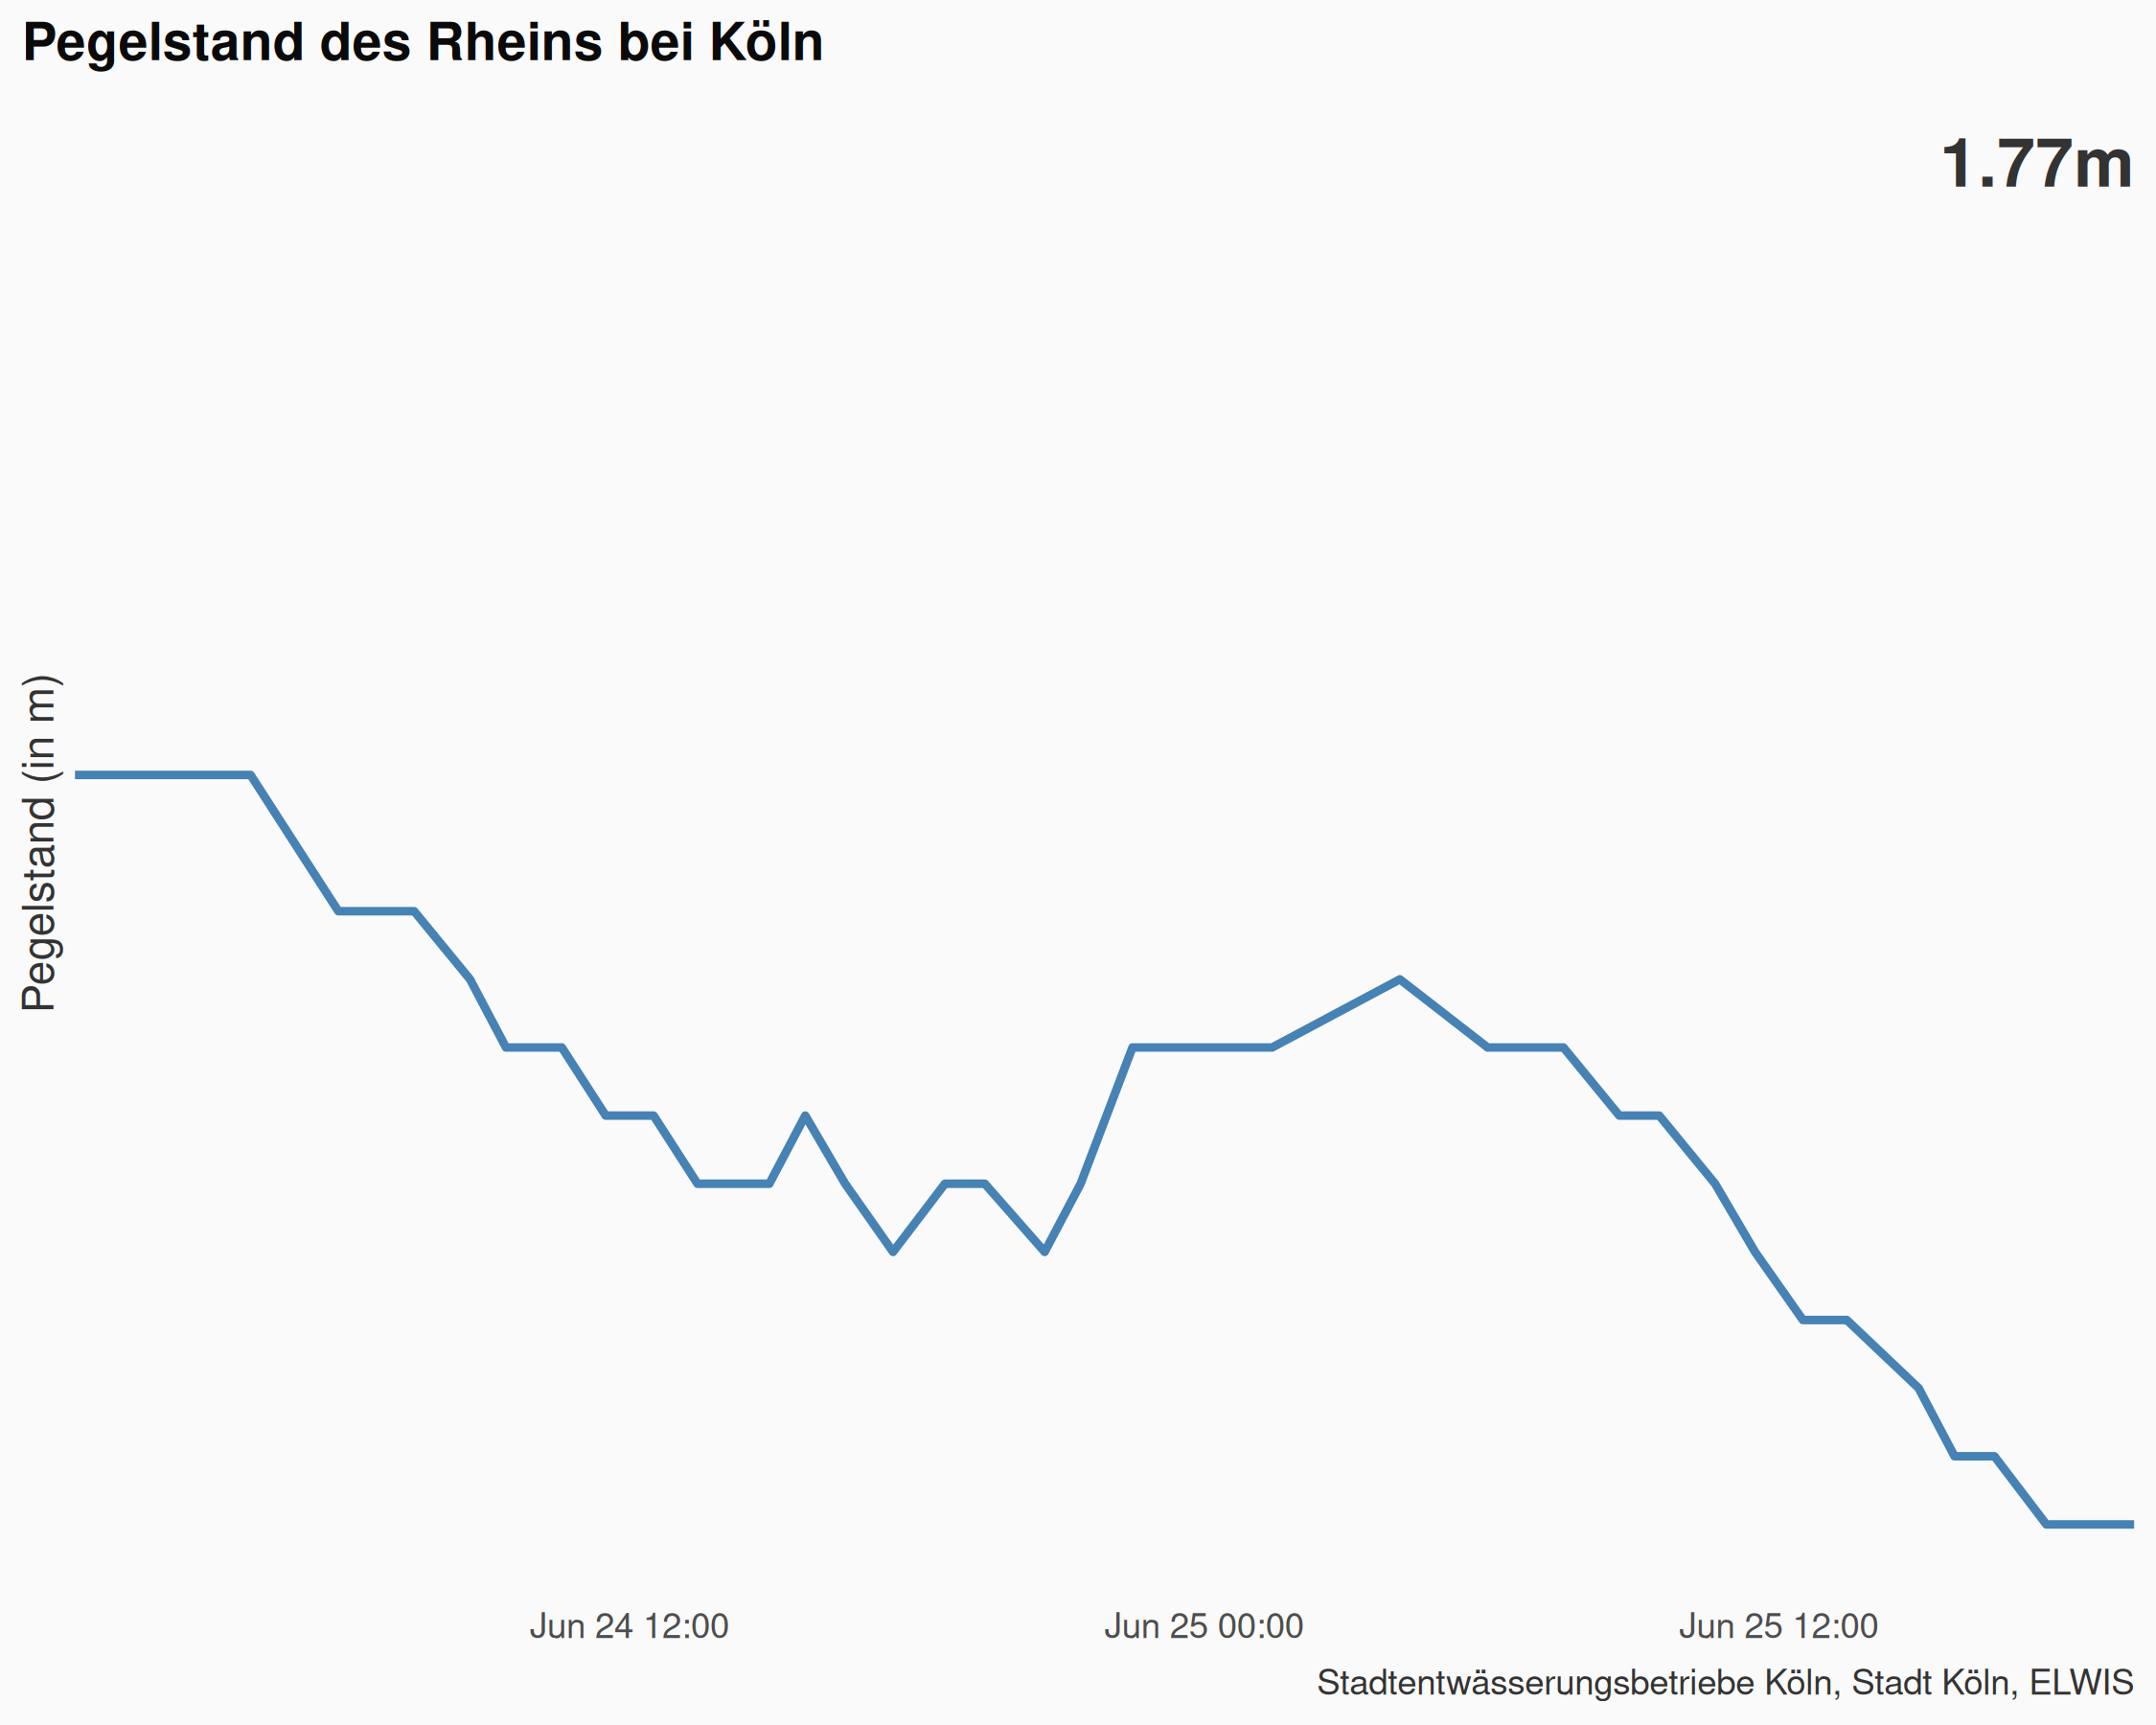 Pegelstand des Rheins bei Köln
1.77m
Pegelstand (in m)
Jun 24 12:00
Jun 25 00:00
Jun 25 12:00
Stadtentwässerungsbetriebe Köln, Stadt Köln, ELWIS